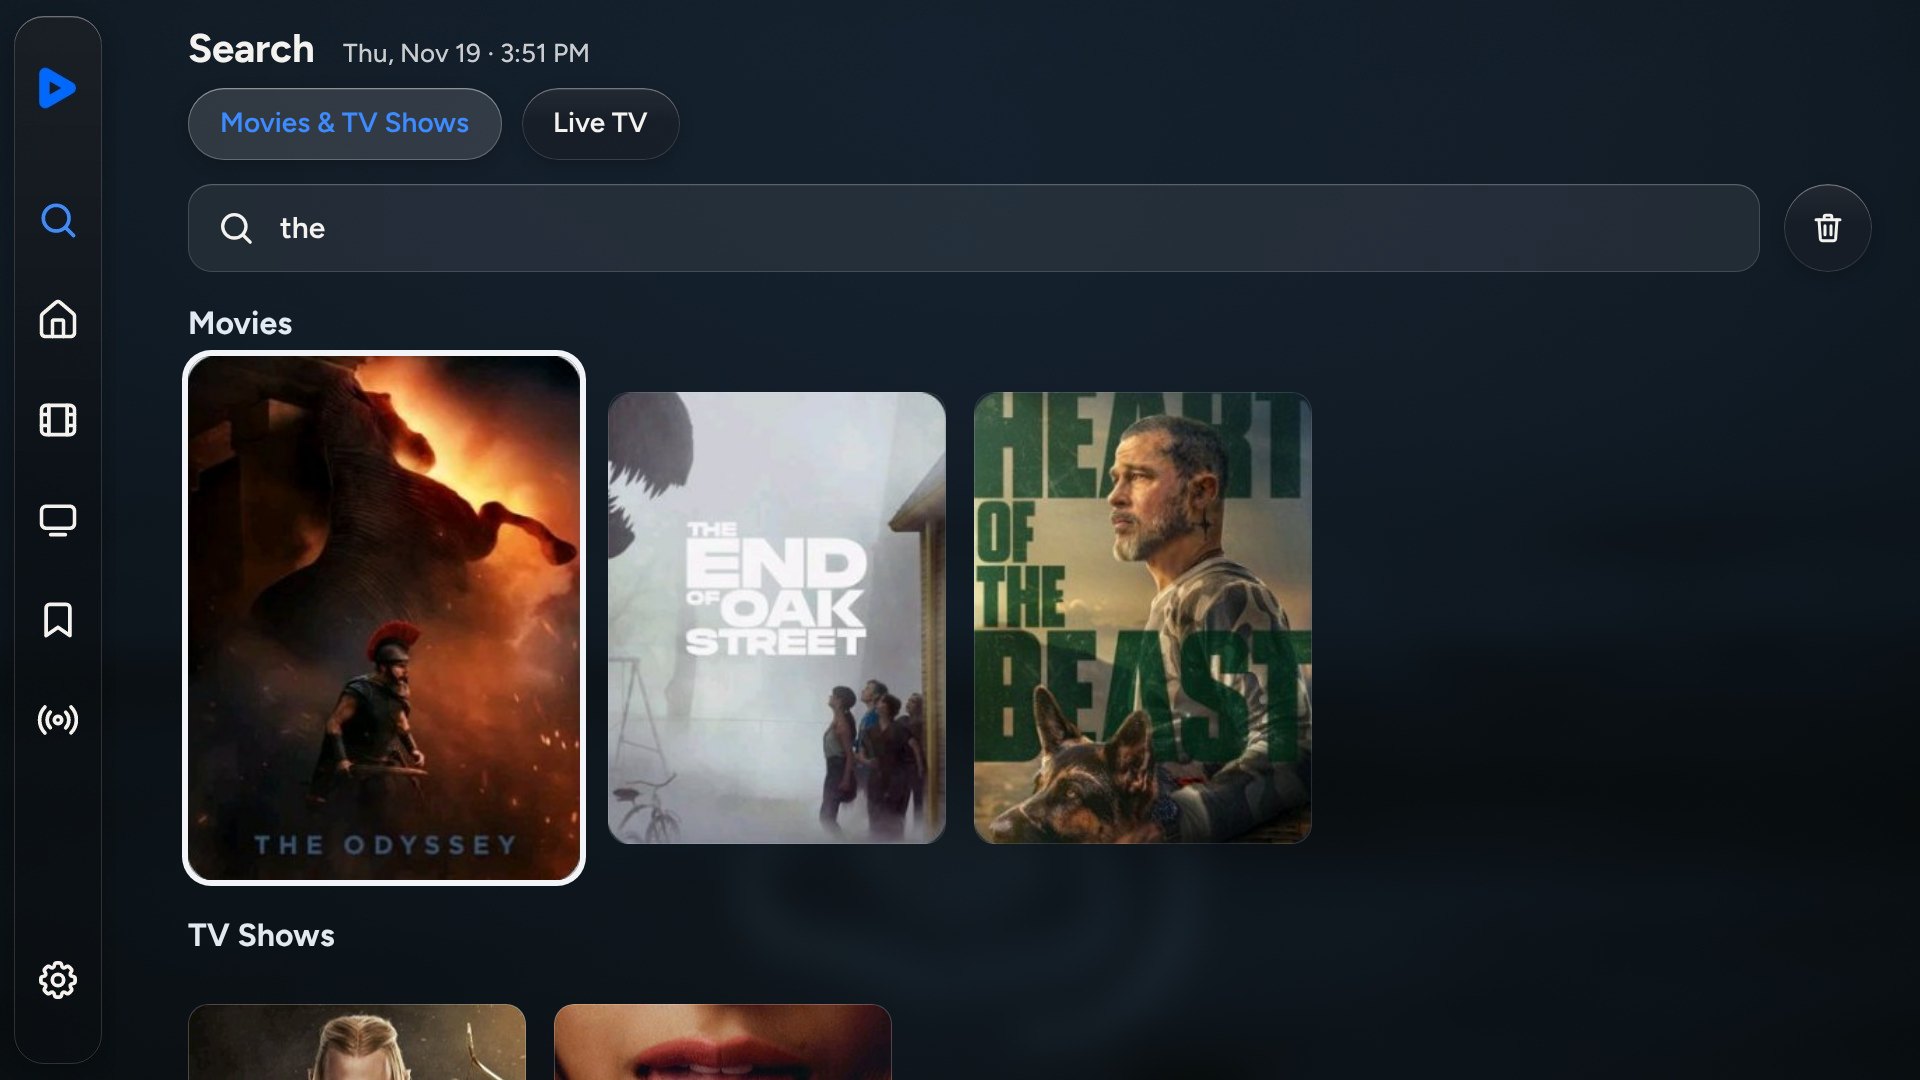 Search
Thu, Nov 19 · 3:51 PM
Movies & TV Shows
Live TV
the
Movies
THE ODYSSEY
THE
END
OF OAK
STREET
HEART
OF
THE
BEAST
TV Shows